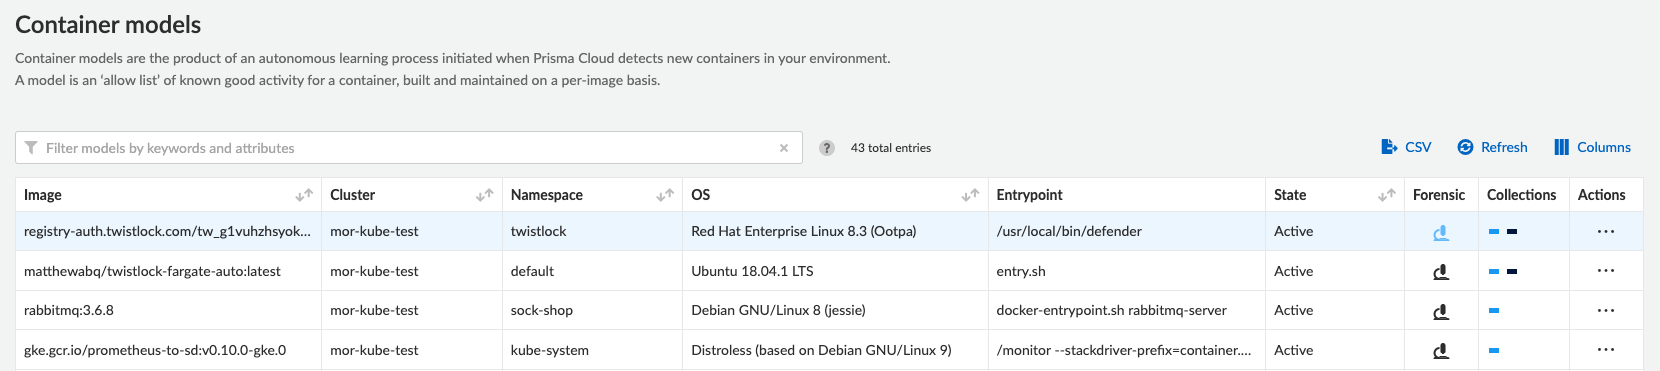 Container models
Container models are the product of an autonomous learning process initiated when Prisma Cloud detects new containers in your environment.
A model is an ‘allow list’ of known good activity for a container, built and maintained on a per-image basis.
Filter models by keywords and attributes × ? 43 total entries CSV Refresh Columns
Image Cluster Namespace OS Entrypoint State Forensic Collections Actions
registry-auth.twistlock.com/tw_g1vuhzhsyok... mor-kube-test twistlock Red Hat Enterprise Linux 8.3 (Ootpa) /usr/local/bin/defender Active
matthewabq/twistlock-fargate-auto:latest mor-kube-test default Ubuntu 18.04.1 LTS entry.sh Active
rabbitmq:3.6.8 mor-kube-test sock-shop Debian GNU/Linux 8 (jessie) docker-entrypoint.sh rabbitmq-server Active
gke.gcr.io/prometheus-to-sd:v0.10.0-gke.0 mor-kube-test kube-system Distroless (based on Debian GNU/Linux 9) /monitor --stackdriver-prefix=container.... Active